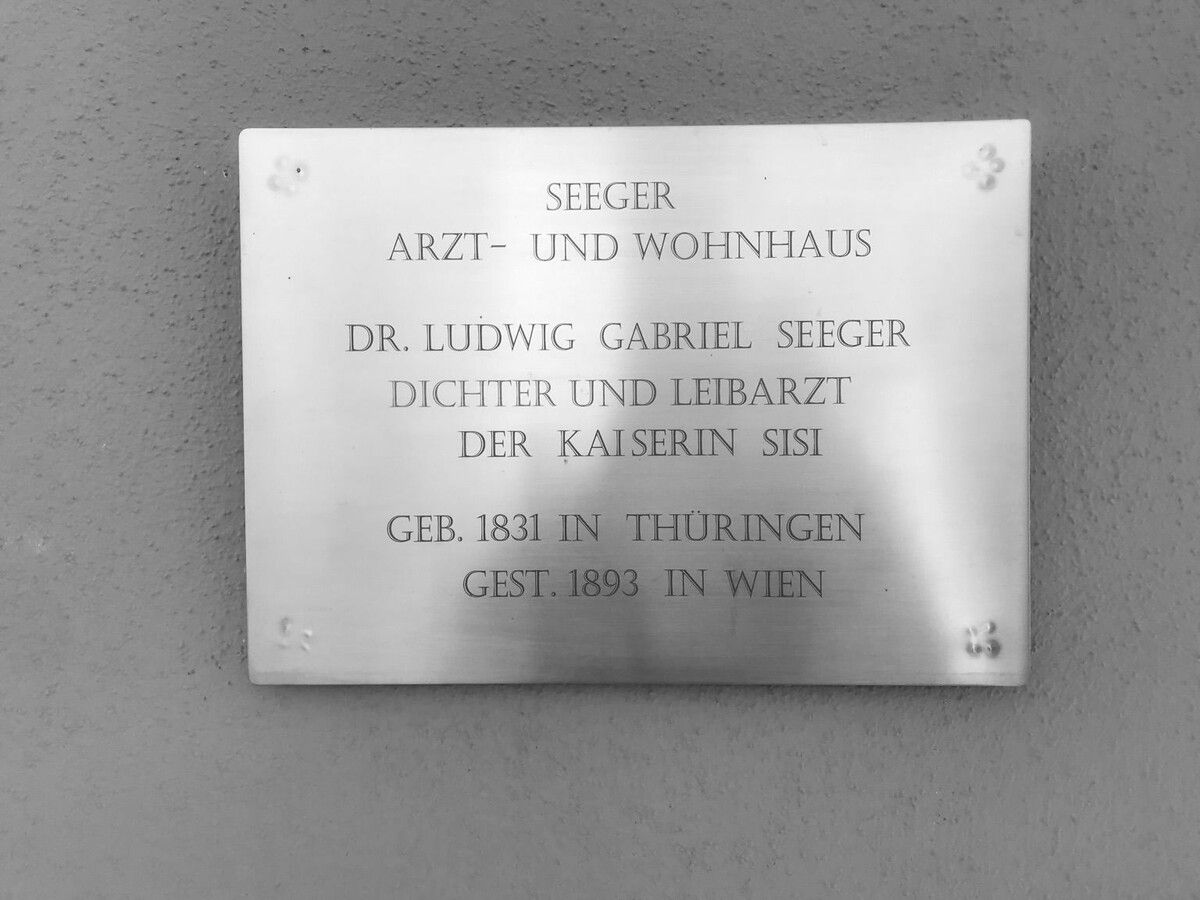 SEEGER
ARZT- UND WOHNHAUS
DR. LUDWIG GABRIEL SEEGER
DICHTER UND LEIBARZT
DER KAISERIN SISI
GEB. 1831 IN THÜRINGEN
GEST. 1893 IN WIEN